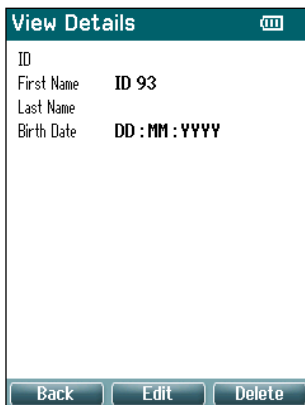 View Details
ID
First Name ID 93
Last Name
Birth Date DD : MM : YYYY
Back Edit Delete